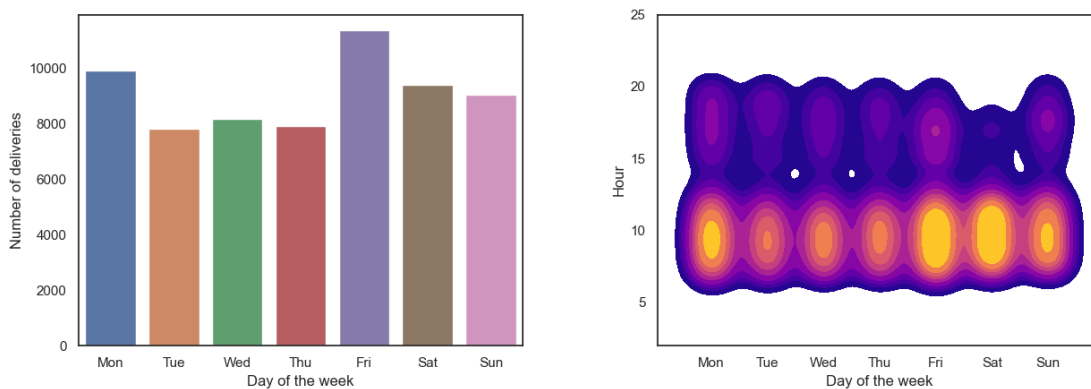 Number of deliveries
10000
8000
6000
4000
2000
0
Mon Tue Wed Thu Fri Sat Sun
Day of the week
Hour
25
20
15
10
5
Mon Tue Wed Thu Fri Sat Sun
Day of the week